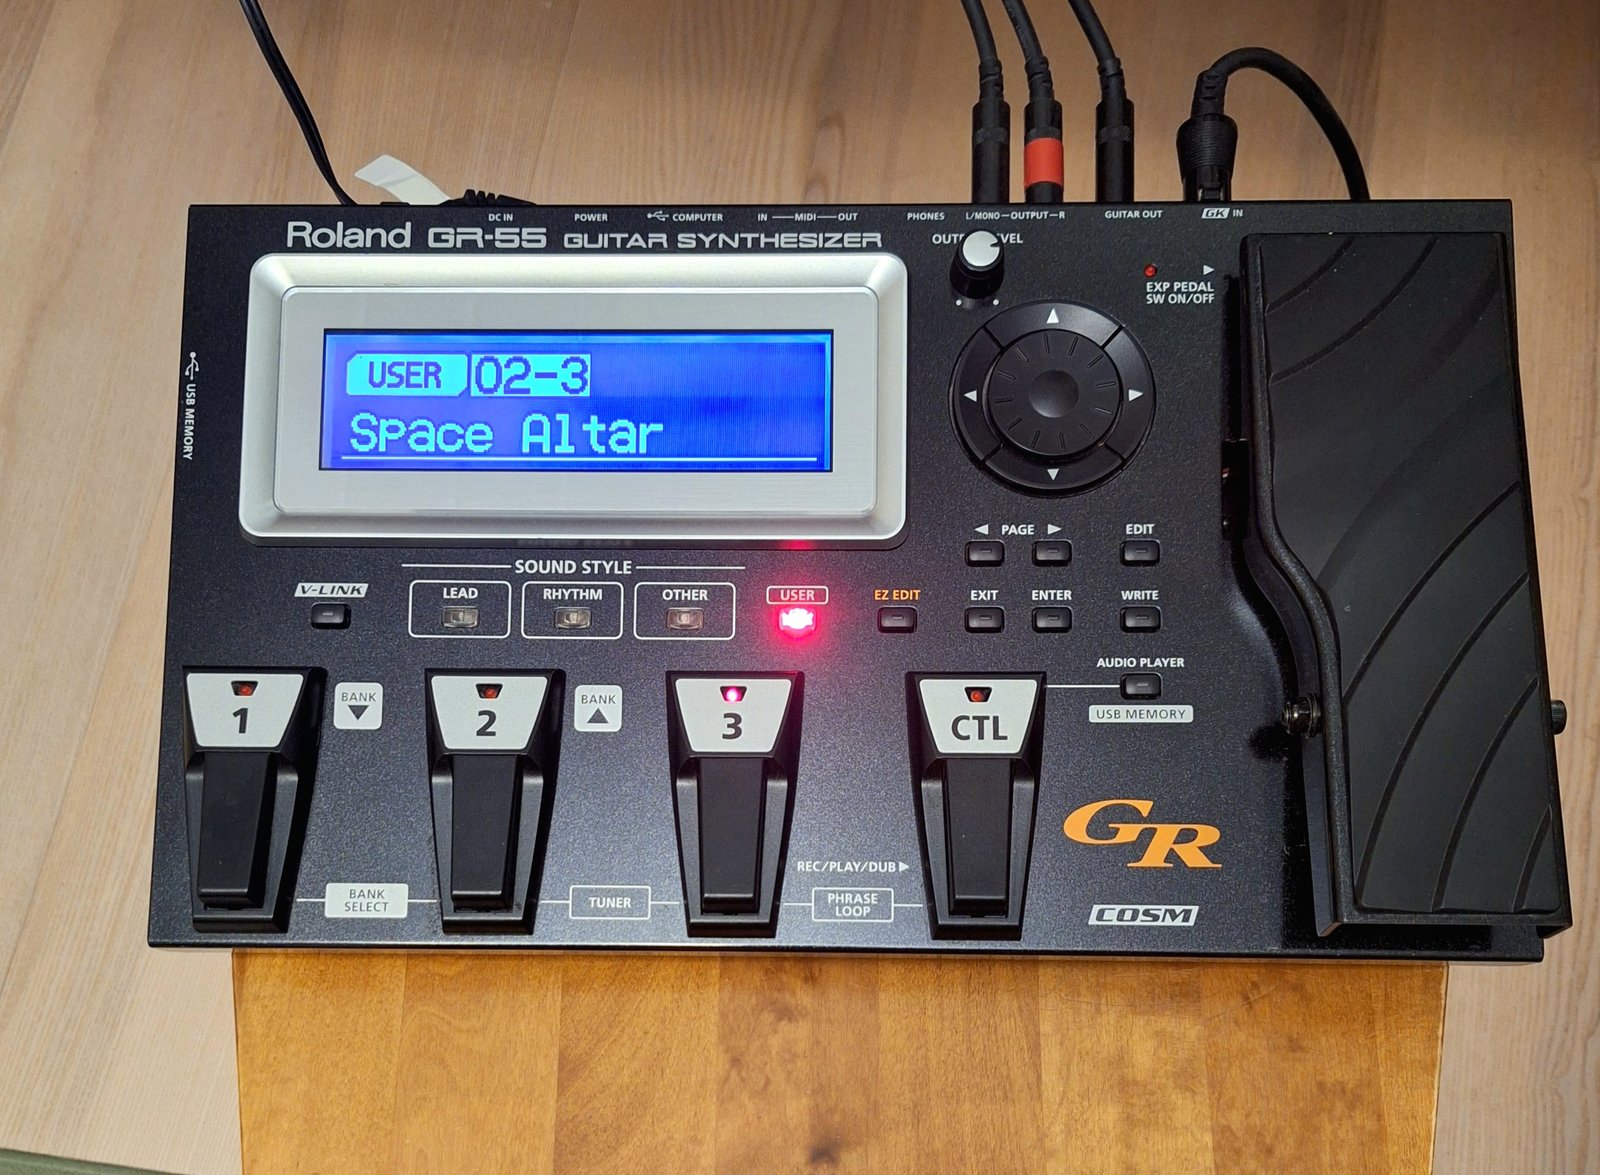 DC IN POWER COMPUTER IN—MIDI—OUT PHONES L/MONO—OUTPUT—R GUITAR OUT GK IN
Roland GR-55 GUITAR SYNTHESIZER
EXP PEDAL
SW ON/OFF
USB MEMORY
USER 02-3
Space Altar
PAGE EDIT
SOUND STYLE
V-LINK LEAD RHYTHM OTHER USER EZ EDIT EXIT ENTER WRITE
AUDIO PLAYER
USB MEMORY
1 BANK 2 BANK 3 CTL
GR
REC/PLAY/DUB
BANK
SELECT
TUNER
PHRASE
LOOP
COSM